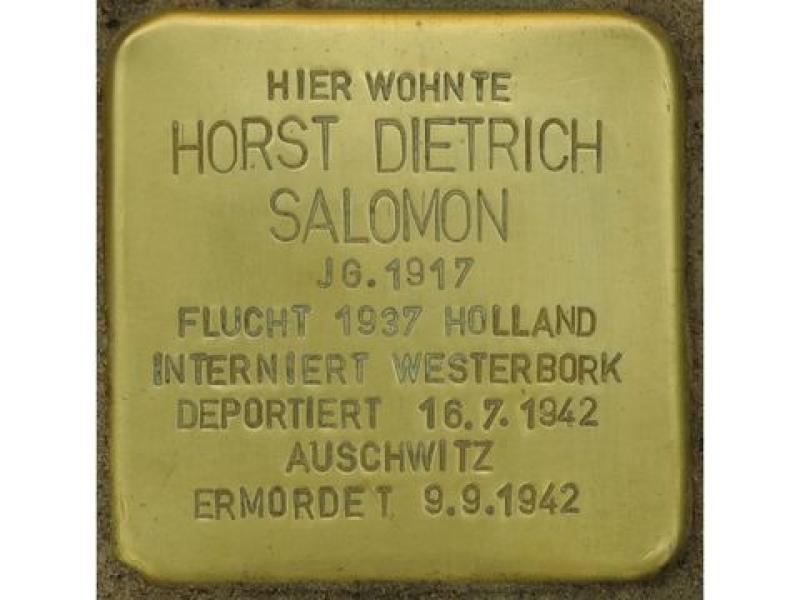 HIER WOHNTE
HORST DIETRICH
SALOMON
JG. 1917
FLUCHT 1937 HOLLAND
INTERNIERT WESTERBORK
DEPORTIERT 16.7.1942
AUSCHWITZ
ERMORDET 9.9.1942